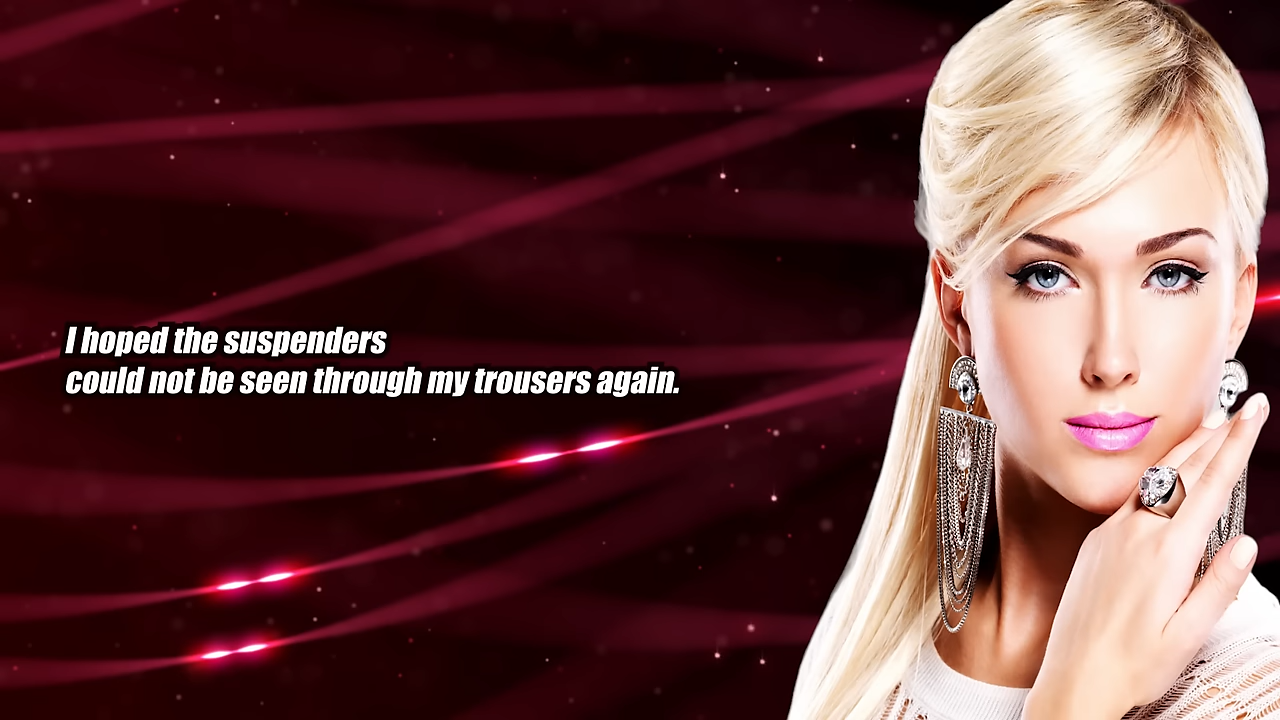 I hoped the suspenders
could not be seen through my trousers again.